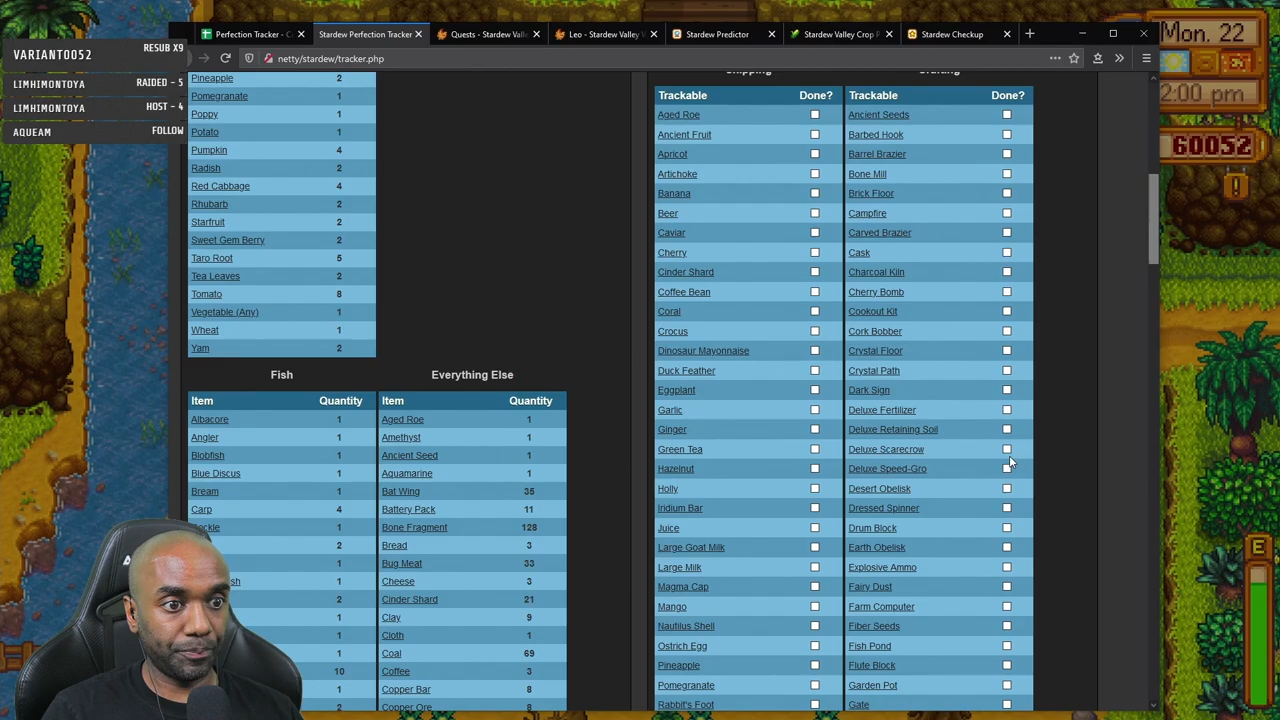 Perfection Tracker - C
Stardew Perfection Tracker
Quests - Stardew Valle
Leo - Stardew Valley
Stardew Predictor
Stardew Valley Crop P
Stardew Checkup
netty/stardew/tracker.php
VARIANT0052 RESUB X9
LIMHIMONTOYA RAIDED - 5
LIMHIMONTOYA HOST - 4
AQUEAM FOLLOW
Mon. 22
2:00 pm
60052
E
Pineapple 2
Pomegranate 1
Poppy 1
Potato 1
Pumpkin 4
Radish 2
Red Cabbage 4
Rhubarb 2
Starfruit 2
Sweet Gem Berry 2
Taro Root 5
Tea Leaves 2
Tomato 8
Vegetable (Any) 1
Wheat 1
Yam 2
Fish
Item Quantity
Albacore 1
Angler 1
Blobfish 1
Blue Discus 1
Bream 1
Carp 4
ockle 1
2
1
sh 1
2
1
1
10
1
2
Everything Else
Item Quantity
Aged Roe 1
Amethyst 1
Ancient Seed 1
Aquamarine 1
Bat Wing 35
Battery Pack 11
Bone Fragment 128
Bread 3
Bug Meat 33
Cheese 3
Cinder Shard 21
Clay 9
Cloth 1
Coal 69
Coffee 3
Copper Bar 8
Copper Ore 8
Shipping
Trackable Done?
Aged Roe
Ancient Fruit
Apricot
Artichoke
Banana
Beer
Caviar
Cherry
Cinder Shard
Coffee Bean
Coral
Crocus
Dinosaur Mayonnaise
Duck Feather
Eggplant
Garlic
Ginger
Green Tea
Hazelnut
Holly
Iridium Bar
Juice
Large Goat Milk
Large Milk
Magma Cap
Mango
Nautilus Shell
Ostrich Egg
Pineapple
Pomegranate
Rabbit's Foot
Crafting
Trackable Done?
Ancient Seeds
Barbed Hook
Barrel Brazier
Bone Mill
Brick Floor
Campfire
Carved Brazier
Cask
Charcoal Kiln
Cherry Bomb
Cookout Kit
Cork Bobber
Crystal Floor
Crystal Path
Dark Sign
Deluxe Fertilizer
Deluxe Retaining Soil
Deluxe Scarecrow
Deluxe Speed-Gro
Desert Obelisk
Dressed Spinner
Drum Block
Earth Obelisk
Explosive Ammo
Fairy Dust
Farm Computer
Fiber Seeds
Fish Pond
Flute Block
Garden Pot
Gate